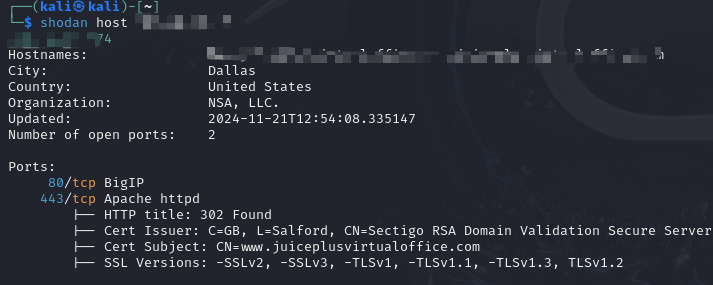 (kali㉿kali)-[~]
$ shodan host
74
Hostnames:
City: Dallas
Country: United States
Organization: NSA, LLC.
Updated: 2024-11-21T12:54:08.335147
Number of open ports: 2
Ports:
80/tcp BigIP
443/tcp Apache httpd
├── HTTP title: 302 Found
├── Cert Issuer: C=GB, L=Salford, CN=Sectigo RSA Domain Validation Secure Server
├── Cert Subject: CN=www.juiceplusvirtualoffice.com
├── SSL Versions: -SSLv2, -SSLv3, -TLSv1, -TLSv1.1, -TLSv1.3, TLSv1.2